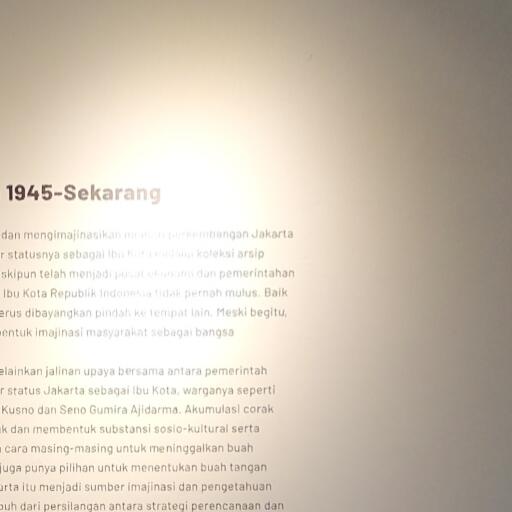 1945-Sekarang
dan mengimajinasikan perkembangan Jakarta
r statusnya sebagai Ibu Kota koleksi arsip
skipun telah menjadi pusat ekonomi dan pemerintahan
Ibu Kota Republik Indonesia tidak pernah mulus. Baik
erus dibayangkan pindah ke tempat lain. Meski begitu,
entuk imajinasi masyarakat sebagai bangsa
elainkan jalinan upaya bersama antara pemerintah
r status Jakarta sebagai Ibu Kota, warganya seperti
Kusno dan Seno Gumira Ajidarma. Akumulasi corak
k dan membentuk substansi sosio-kultural serta
cara masing-masing untuk meninggalkan buah
juga punya pilihan untuk menentukan buah tangan
rta itu menjadi sumber imajinasi dan pengetahuan
buh dari persilangan antara strategi perencanaan dan